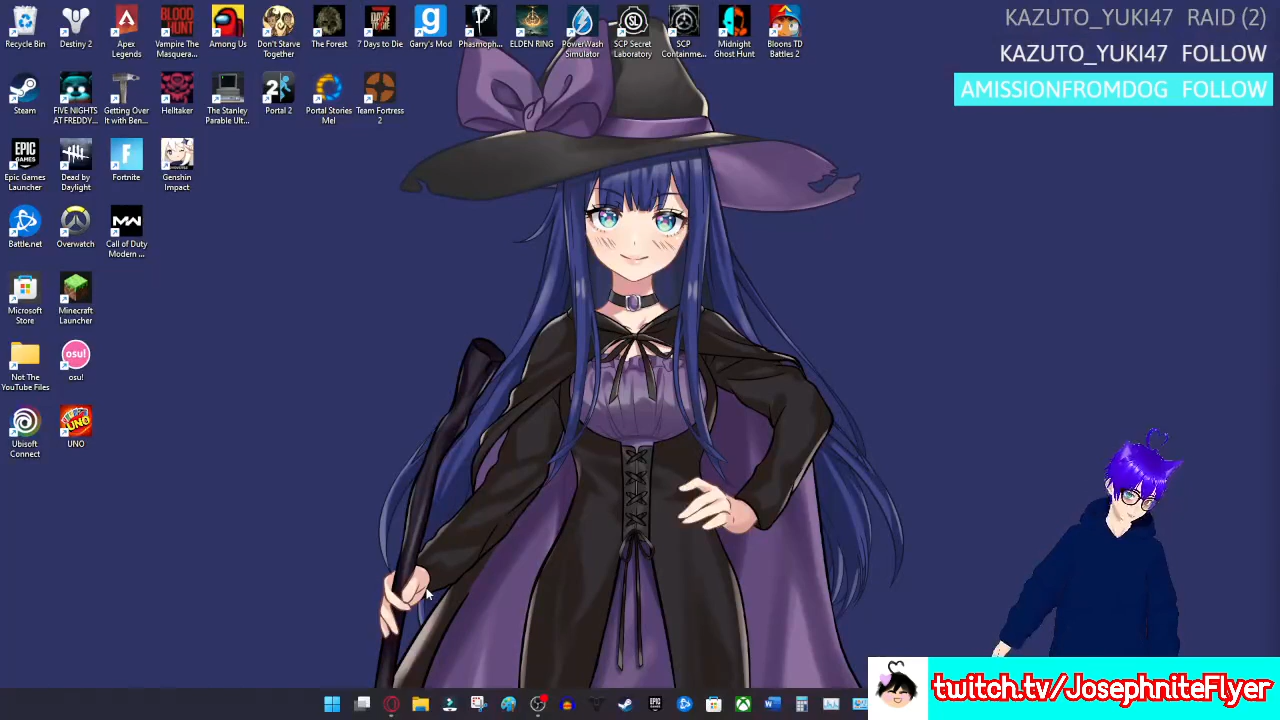 KAZUTO_YUKI47 RAID (2)
KAZUTO_YUKI47 FOLLOW
AMISSIONFROMDOG FOLLOW
Recycle Bin
Destiny 2
Apex
Legends
Vampire The
Masquera...
Among Us
Don't Starve
Together
The Forest
7 Days to Die
Garry's Mod
Phasmoph...
ELDEN RING
PowerWash
Simulator
SCP Secret
Laboratory
SCP
Containme...
Midnight
Ghost Hunt
Bloons TD
Battles 2
Steam
FIVE NIGHTS
AT FREDDY...
Getting Over
It with Ben...
Helltaker
The Stanley
Parable Ult...
Portal 2
Portal Stories
Mel
Team Fortress
2
Epic Games
Launcher
Dead by
Daylight
Fortnite
Genshin
Impact
Battle.net
Overwatch
Call of Duty
Modern ...
Microsoft
Store
Minecraft
Launcher
Not The
YouTube Files
osu!
osu!
Ubisoft
Connect
UNO
UNO
twitch.tv/JosephniteFlyer